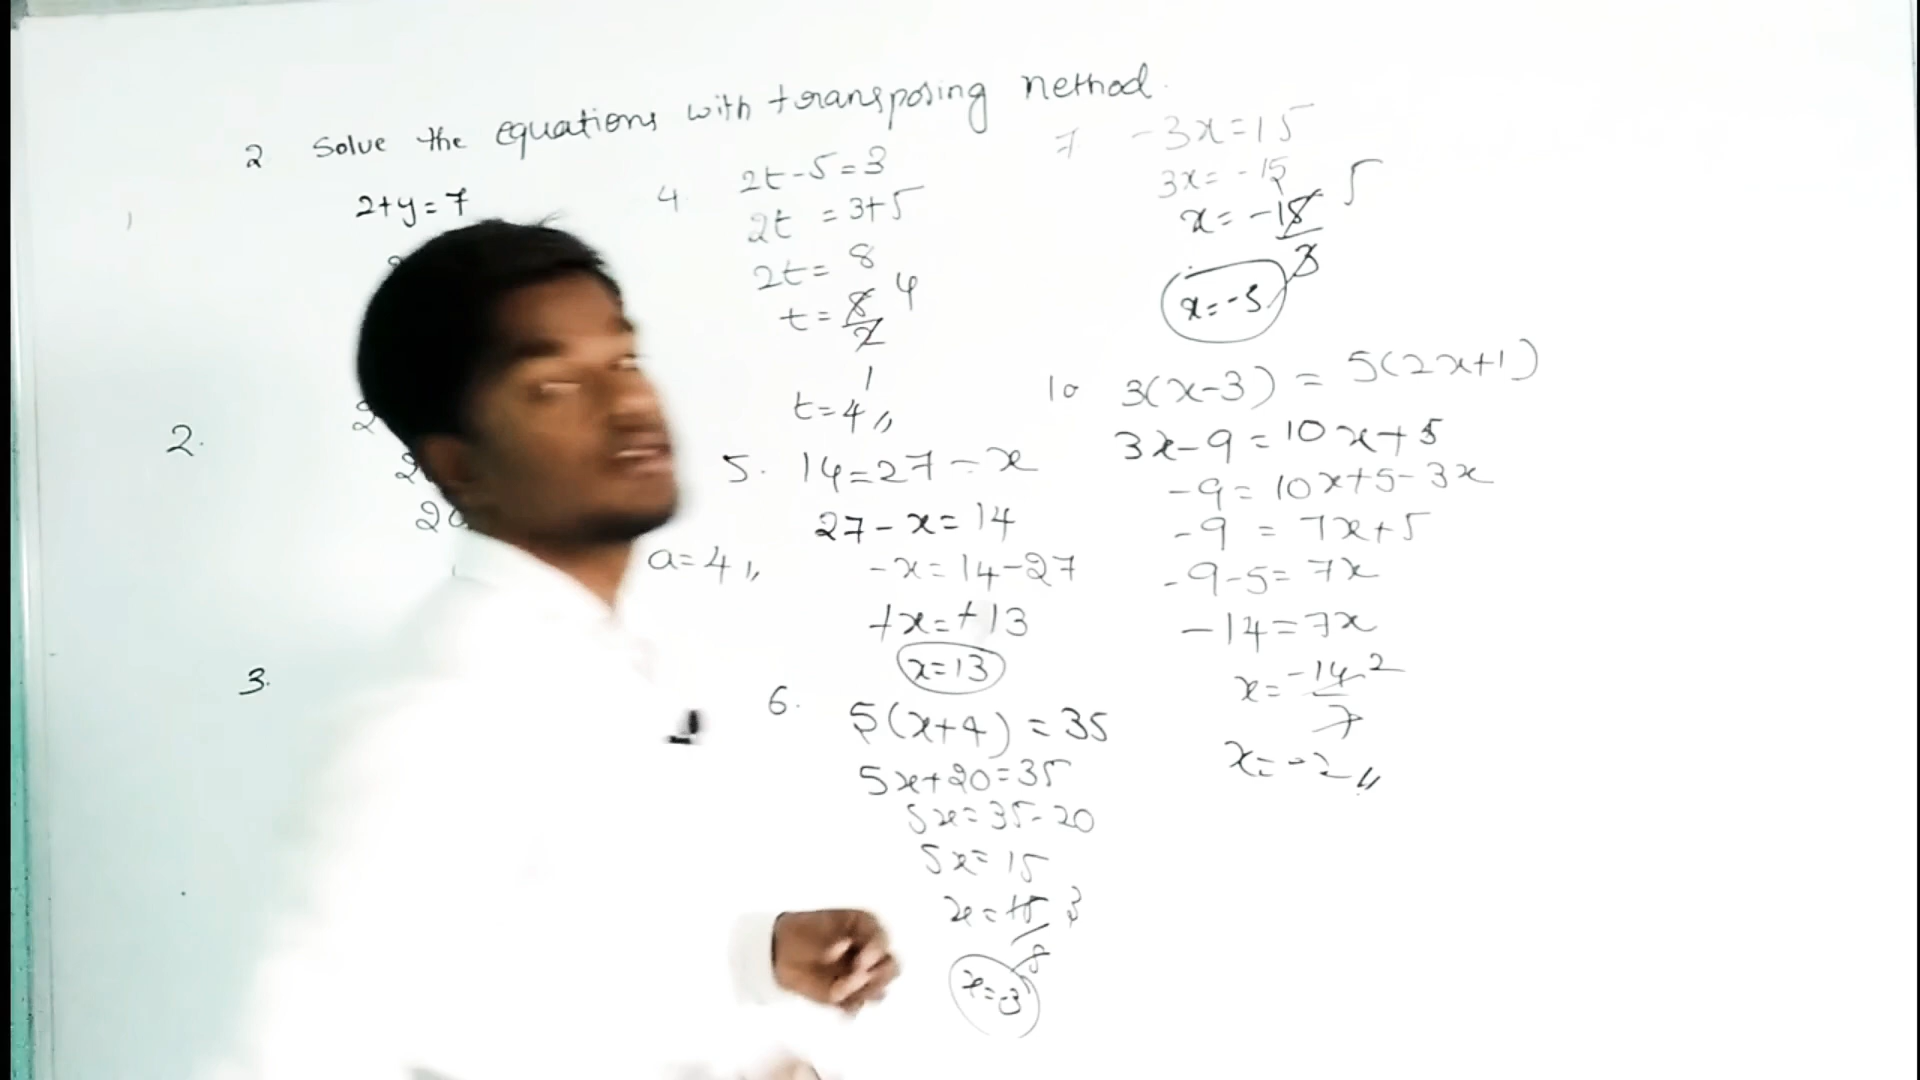 2 Solve the equations with transposing method.
1) 2+y=7
2.
20
a=4,,
3.
4 2t-5=3
2t = 3+5
2t = 8
t = 8/2 4
1
t=4,,
5. 14=27-x
27-x=14
-x=14-27
+x=+13
x=13
6. 5(x+4) = 35
5x+20=35
5x=35-20
5x=15
x=15 3
x=3
7 -3x=15
3x=-15
x=-15/3 5
x=-5
10 3(x-3) = 5(2x+1)
3x-9=10x+5
-9=10x+5-3x
-9 = 7x+5
-9-5=7x
-14=7x
x=-14/7 2
x=-2,,